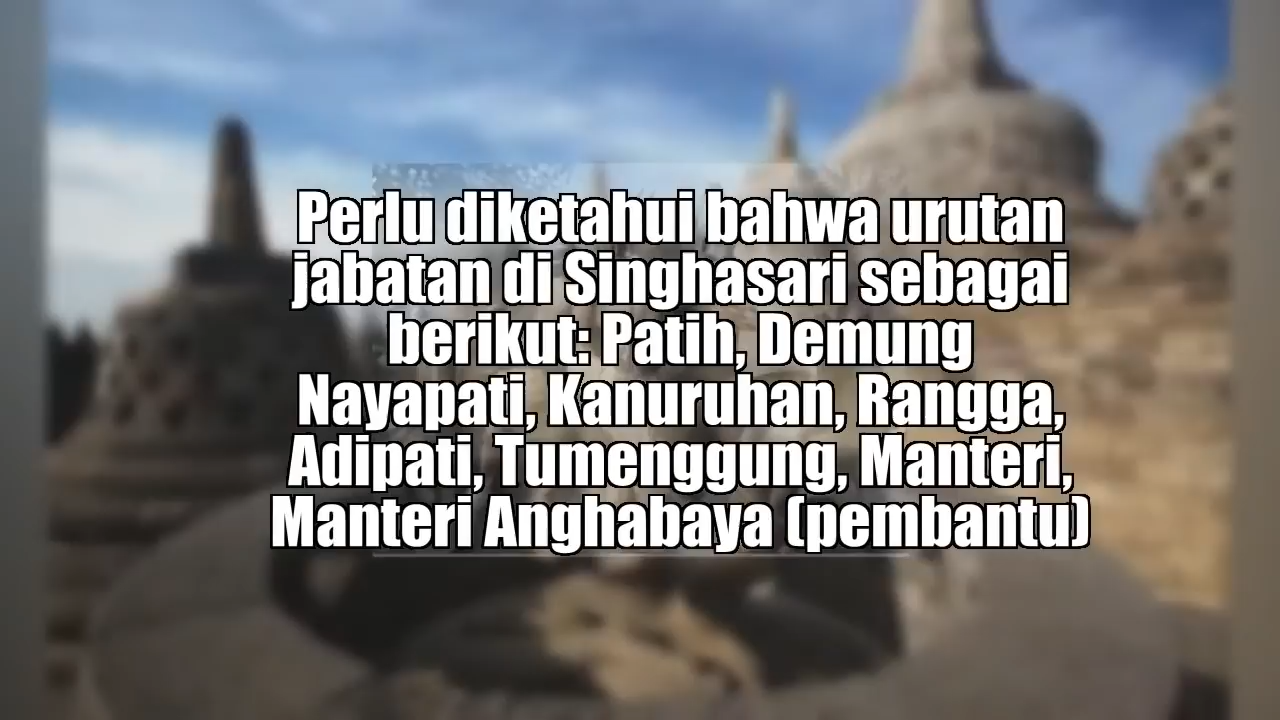 Perlu diketahui bahwa urutan
jabatan di Singhasari sebagai
berikut: Patih, Demung
Nayapati, Kanuruhan, Rangga,
Adipati, Tumenggung, Manteri,
Manteri Anghabaya (pembantu)